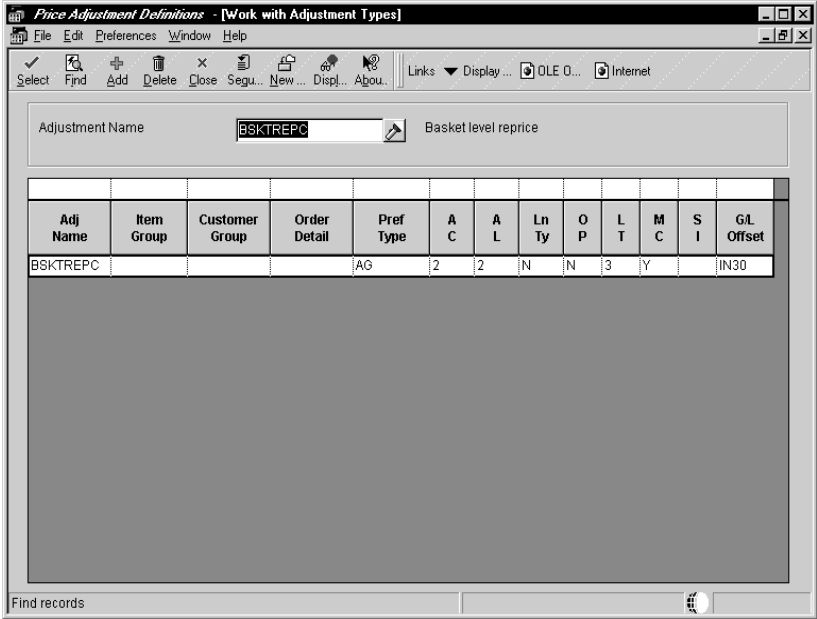 Price Adjustment Definitions - [Work with Adjustment Types]
File Edit Preferences Window Help
Select Find Add Delete Close Segu... New ... Displ... Abou.. Links Display ... OLE O... Internet
Adjustment Name BSKTREPC Basket level reprice
Adj Name Item Group Customer Group Order Detail Pref Type A C A L Ln Ty O P L T M C S I G/L Offset
BSKTREPC AG 2 2 N N 3 Y IN30
Find records